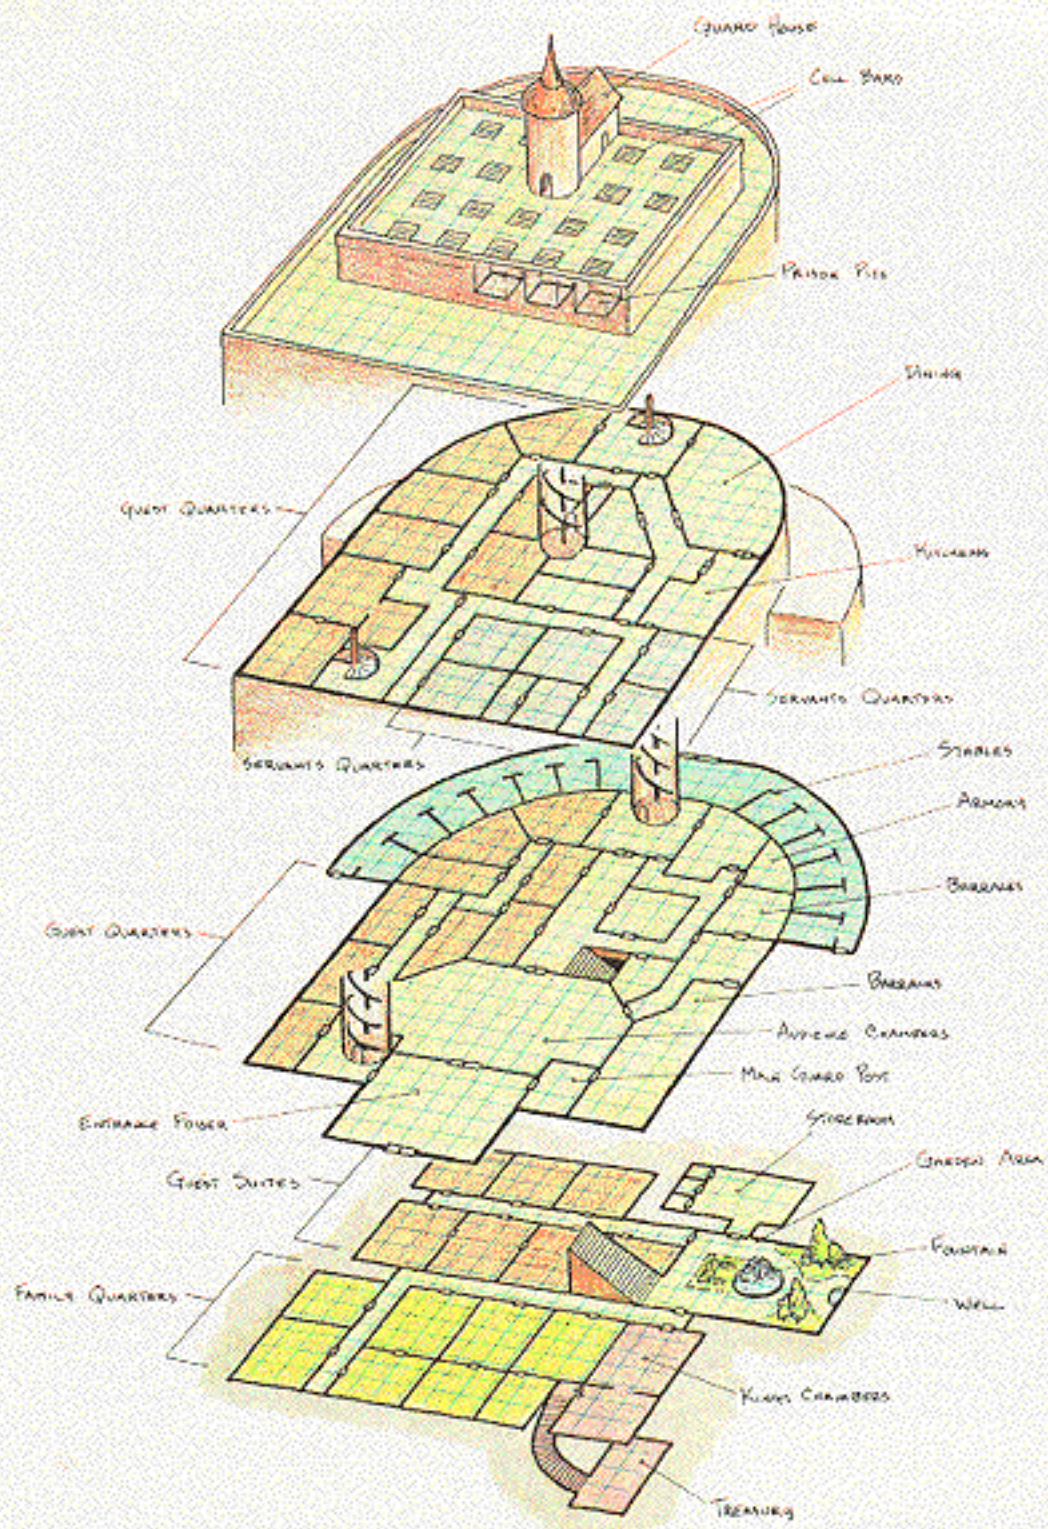 GUARD HOUSE
CELL BARS
PRISON PITS
DINING
GUEST QUARTERS
KITCHENS
SERVANTS QUARTERS
SERVANTS QUARTERS
STABLES
ARMORY
BARRACKS
GUEST QUARTERS
BARRACKS
AUDIENCE CHAMBERS
MAIN GUARD POST
STOREROOM
ENTRANCE FOYER
GARDEN AREA
GUEST SUITES
FOUNTAIN
FAMILY QUARTERS
WELL
KINGS CHAMBERS
TREASURY